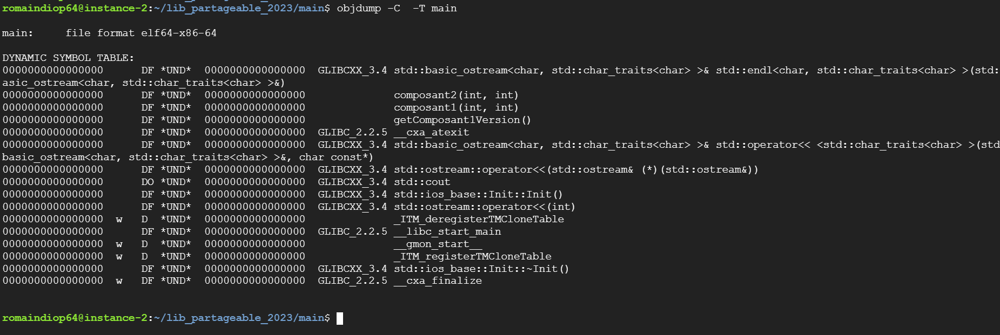 romaindiop64@instance-2:~/lib_partageable_2023/main$ objdump -C  -T main
main:     file format elf64-x86-64
DYNAMIC SYMBOL TABLE:
0000000000000000      DF *UND*  0000000000000000  GLIBCXX_3.4 std::basic_ostream<char, std::char_traits<char> >& std::endl<char, std::char_traits<char> >(std:
asic_ostream<char, std::char_traits<char> >&)
0000000000000000      DF *UND*  0000000000000000              composant2(int, int)
0000000000000000      DF *UND*  0000000000000000              composant1(int, int)
0000000000000000      DF *UND*  0000000000000000              getComposant1Version()
0000000000000000      DF *UND*  0000000000000000  GLIBC_2.2.5 __cxa_atexit
0000000000000000      DF *UND*  0000000000000000  GLIBCXX_3.4 std::basic_ostream<char, std::char_traits<char> >& std::operator<< <std::char_traits<char> >(std
basic_ostream<char, std::char_traits<char> >&, char const*)
0000000000000000      DF *UND*  0000000000000000  GLIBCXX_3.4 std::ostream::operator<<(std::ostream& (*)(std::ostream&))
0000000000000000      DO *UND*  0000000000000000  GLIBCXX_3.4 std::cout
0000000000000000      DF *UND*  0000000000000000  GLIBCXX_3.4 std::ios_base::Init::Init()
0000000000000000      DF *UND*  0000000000000000  GLIBCXX_3.4 std::ostream::operator<<(int)
0000000000000000  w   D  *UND*  0000000000000000              _ITM_deregisterTMCloneTable
0000000000000000      DF *UND*  0000000000000000  GLIBC_2.2.5 __libc_start_main
0000000000000000  w   D  *UND*  0000000000000000              __gmon_start__
0000000000000000  w   D  *UND*  0000000000000000              _ITM_registerTMCloneTable
0000000000000000      DF *UND*  0000000000000000  GLIBCXX_3.4 std::ios_base::Init::~Init()
0000000000000000  w   DF *UND*  0000000000000000  GLIBC_2.2.5 __cxa_finalize
romaindiop64@instance-2:~/lib_partageable_2023/main$